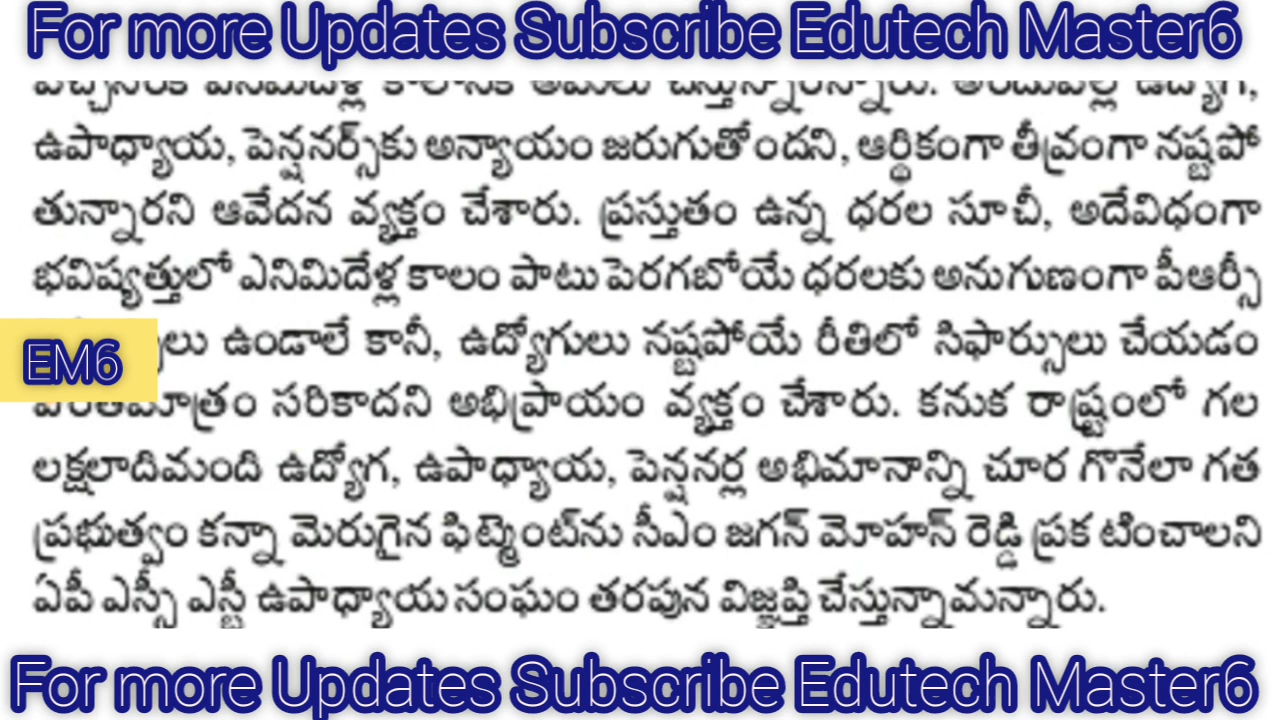 For more Updates Subscribe Edutech Master6
ఉపాధ్యాయ, పెన్షనర్స్‌కు అన్యాయం జరుగుతోందని, ఆర్థికంగా తీవ్రంగా నష్టపో
తున్నారని ఆవేదన వ్యక్తం చేశారు. ప్రస్తుతం ఉన్న ధరల సూచీ, అదేవిధంగా
భవిష్యత్తులో ఎనిమిదేళ్ల కాలం పాటు పెరగబోయే ధరలకు అనుగుణంగా పీఆర్సీ
ఉండాలే కానీ, ఉద్యోగులు నష్టపోయే రీతిలో సిఫార్సులు చేయడం
EM6
సరికాదని అభిప్రాయం వ్యక్తం చేశారు. కనుక రాష్ట్రంలో గల
లక్షలాదిమంది ఉద్యోగ, ఉపాధ్యాయ, పెన్షనర్ల అభిమానాన్ని చూర గొనేలా గత
ప్రభుత్వం కన్నా మెరుగైన ఫిట్మెంట్‌ను సీఎం జగన్ మోహన్ రెడ్డి ప్రక టించాలని
ఏపీ ఎస్సీ ఎస్టీ ఉపాధ్యాయ సంఘం తరపున విజ్ఞప్తి చేస్తున్నామన్నారు.
For more Updates Subscribe Edutech Master6